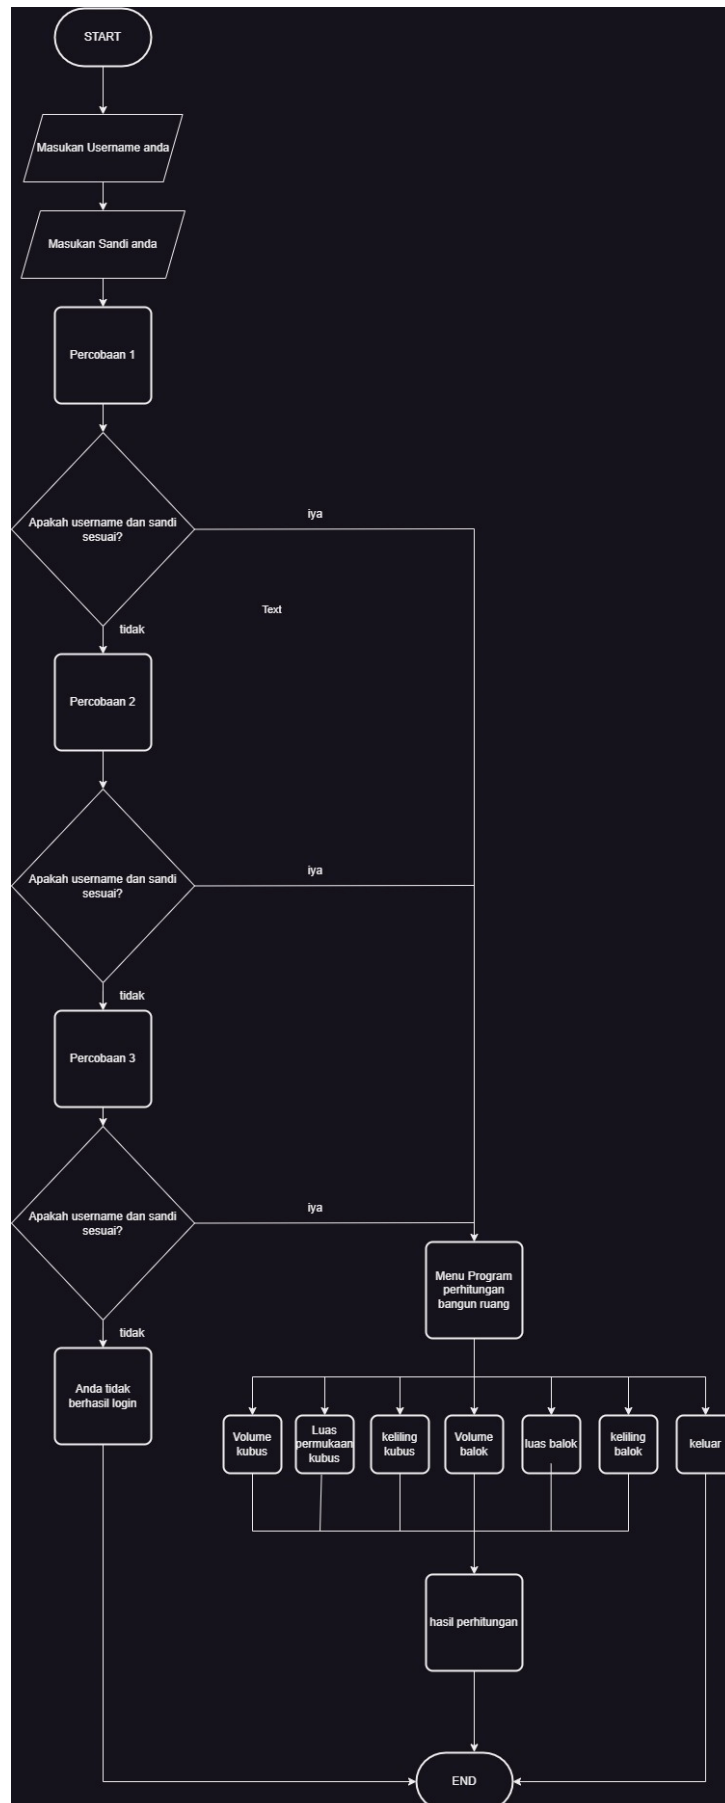 START
Masukan Username anda
Masukan Sandi anda
Percobaan 1
Apakah username dan sandi
sesuai?
iya
Text
tidak
Percobaan 2
Apakah username dan sandi
sesuai?
iya
tidak
Percobaan 3
Apakah username dan sandi
sesuai?
iya
tidak
Menu Program
perhitungan
bangun ruang
Anda tidak
berhasil login
Volume
kubus
Luas
permukaan
kubus
keliling
kubus
Volume
balok
luas balok
keliling
balok
keluar
hasil perhitungan
END